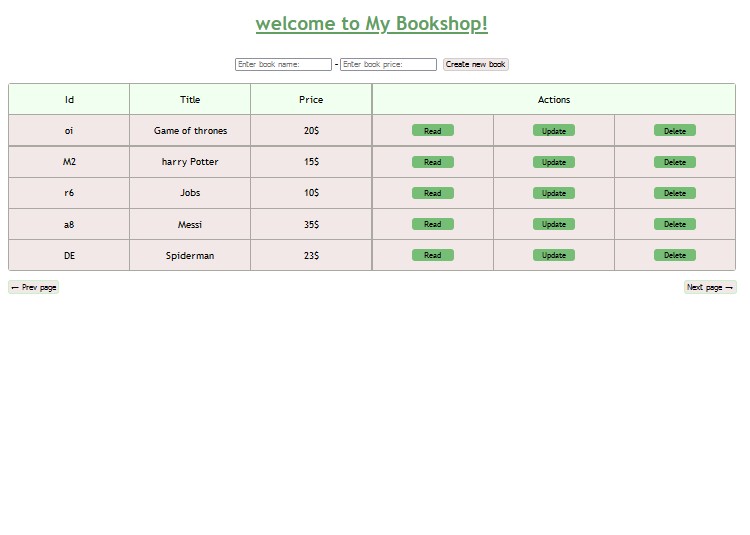 welcome to My Bookshop!
Enter book name: - Enter book price: Create new book
Id Title Price Actions
oi Game of thrones 20$ Read Update Delete
M2 harry Potter 15$ Read Update Delete
r6 Jobs 10$ Read Update Delete
a8 Messi 35$ Read Update Delete
DE Spiderman 23$ Read Update Delete
← Prev page Next page →